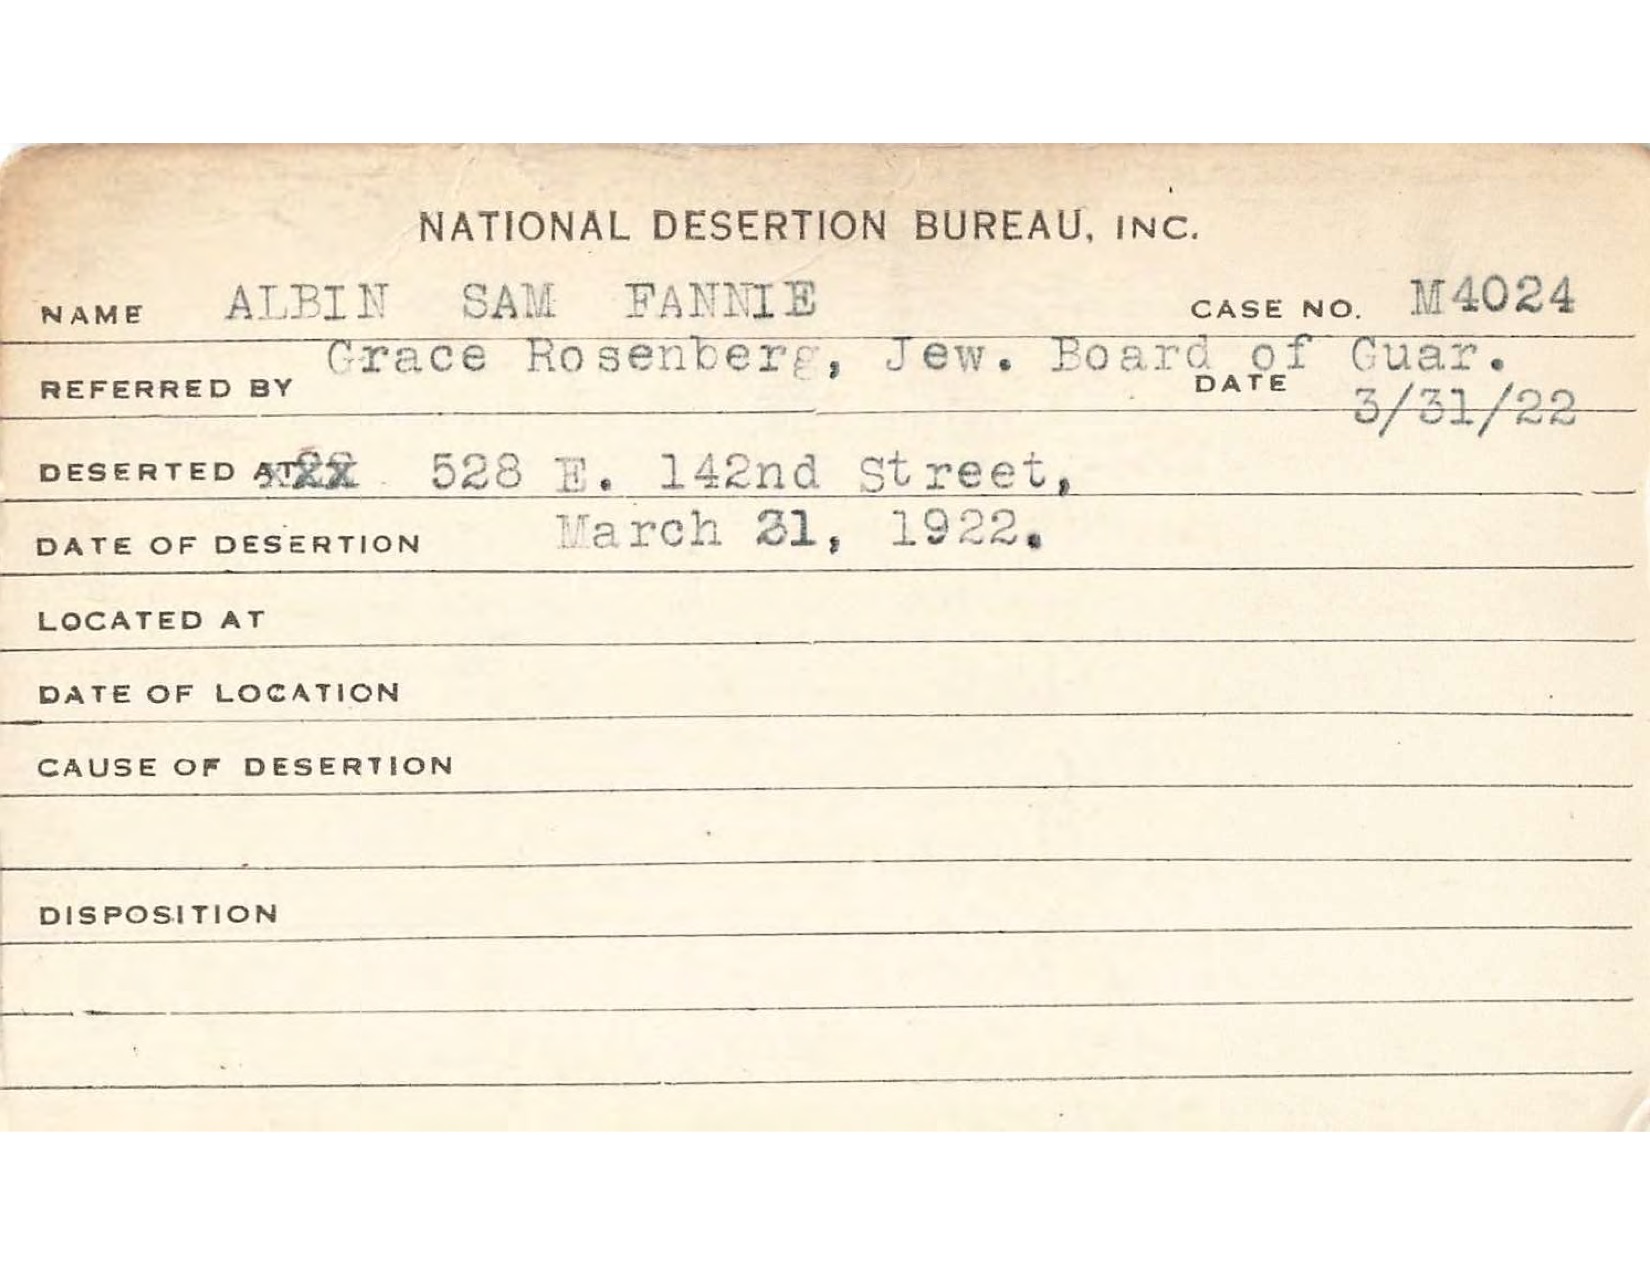 NATIONAL DESERTION BUREAU, INC.
NAME ALBIN SAM FANNIE CASE NO. M4024
Grace Rosenberg, Jew. Board of Guar.
REFERRED BY DATE 3/31/22
DESERTED AT 528 E. 142nd Street,
DATE OF DESERTION March 31, 1922.
LOCATED AT
DATE OF LOCATION
CAUSE OF DESERTION
DISPOSITION